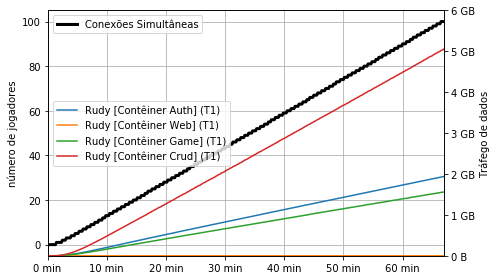 100
80
60
40
20
0
número de jogadores
Conexões Simultâneas
Rudy [Contêiner Auth] (T1)
Rudy [Contêiner Web] (T1)
Rudy [Contêiner Game] (T1)
Rudy [Contêiner Crud] (T1)
6 GB
5 GB
4 GB
3 GB
2 GB
1 GB
0 B
Tráfego de dados
0 min 10 min 20 min 30 min 40 min 50 min 60 min